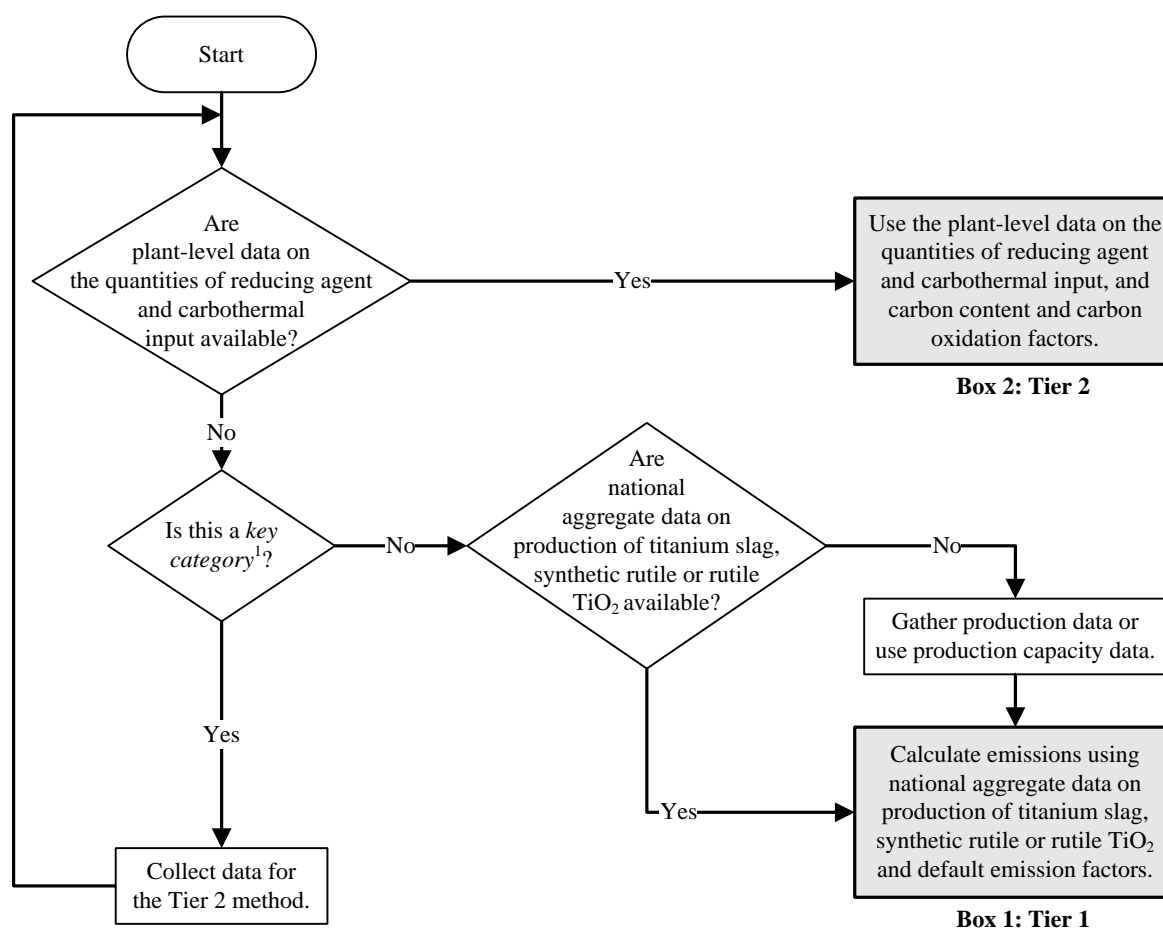 Start
Are
plant-level data on
the quantities of reducing agent
and carbothermal
input available?
Yes
Use the plant-level data on the
quantities of reducing agent
and carbothermal input, and
carbon content and carbon
oxidation factors.
Box 2: Tier 2
No
Is this a key
category¹?
No
Are
national
aggregate data on
production of titanium slag,
synthetic rutile or rutile
TiO₂ available?
No
Gather production data or
use production capacity data.
Yes
Yes
Calculate emissions using
national aggregate data on
production of titanium slag,
synthetic rutile or rutile TiO₂
and default emission factors.
Box 1: Tier 1
Collect data for
the Tier 2 method.